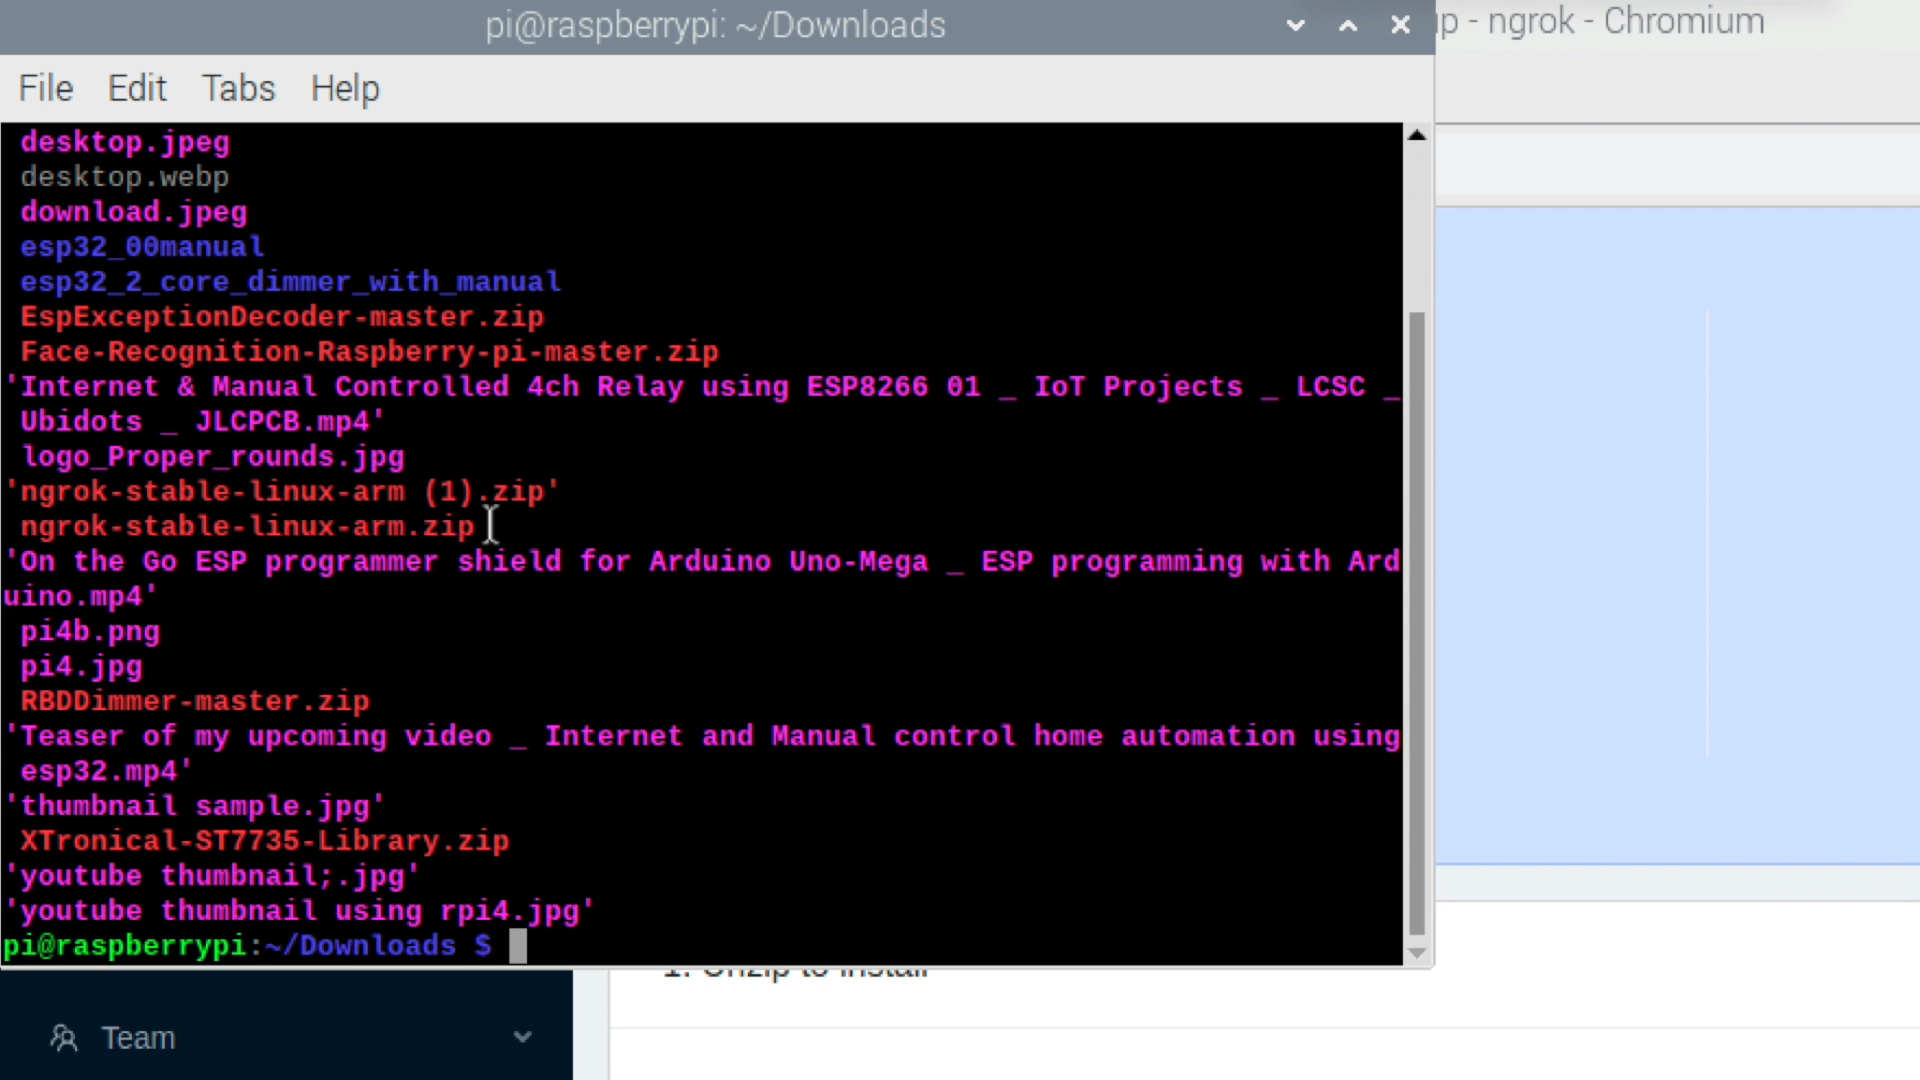 pi@raspberrypi: ~/Downloads
p - ngrok - Chromium
File Edit Tabs Help
desktop.jpeg
desktop.webp
download.jpeg
esp32_00manual
esp32_2_core_dimmer_with_manual
EspExceptionDecoder-master.zip
Face-Recognition-Raspberry-pi-master.zip
'Internet & Manual Controlled 4ch Relay using ESP8266 01 _ IoT Projects _ LCSC _
Ubidots _ JLCPCB.mp4'
logo_Proper_rounds.jpg
'ngrok-stable-linux-arm (1).zip'
ngrok-stable-linux-arm.zip
'On the Go ESP programmer shield for Arduino Uno-Mega _ ESP programming with Ard
uino.mp4'
pi4b.png
pi4.jpg
RBDDimmer-master.zip
'Teaser of my upcoming video _ Internet and Manual control home automation using
esp32.mp4'
'thumbnail sample.jpg'
XTronical-ST7735-Library.zip
'youtube thumbnail;.jpg'
'youtube thumbnail using rpi4.jpg'
pi@raspberrypi:~/Downloads $
1. Unzip to install
Team